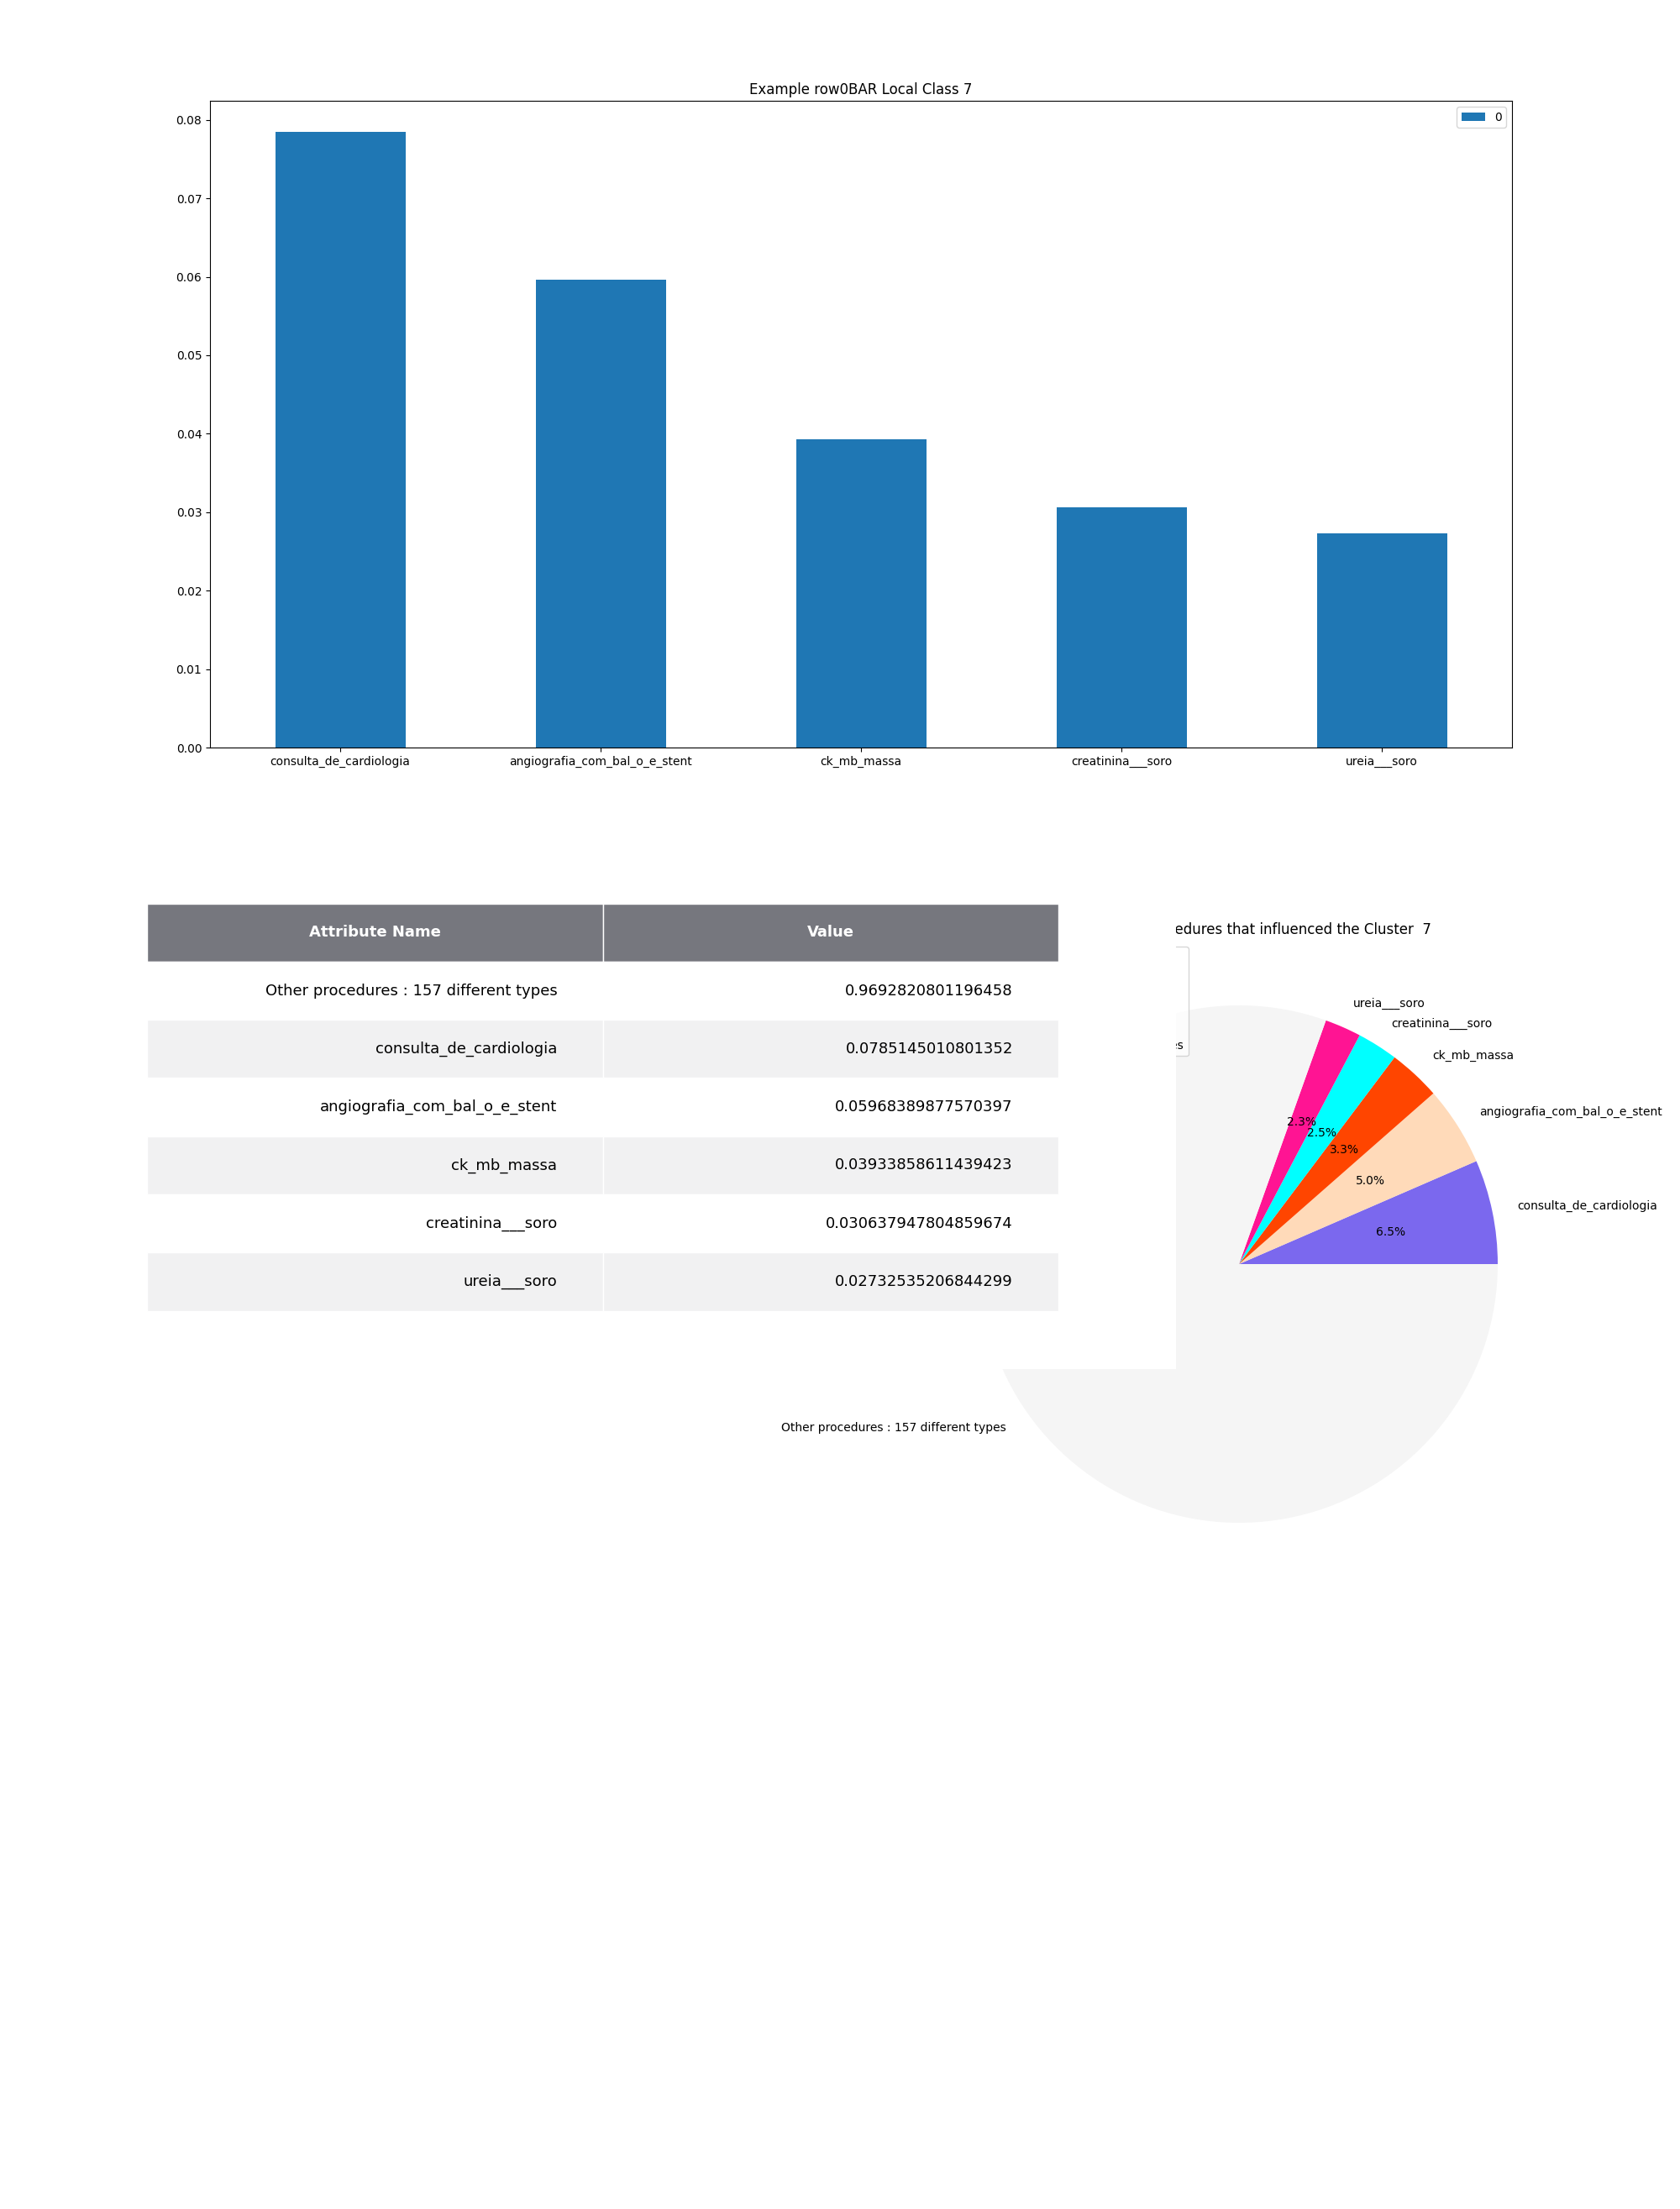 Example row0BAR Local Class 7
0
0.08
0.07
0.06
0.05
0.04
0.03
0.02
0.01
0.00
consulta_de_cardiologia
angiografia_com_bal_o_e_stent
ck_mb_massa
creatinina___soro
ureia___soro
Attribute Name Value
Other procedures : 157 different types 0.9692820801196458
consulta_de_cardiologia 0.0785145010801352
angiografia_com_bal_o_e_stent 0.05968389877570397
ck_mb_massa 0.03933858611439423
creatinina___soro 0.030637947804859674
ureia___soro 0.02732535206844299
edures that influenced the Cluster 7
es
ureia___soro
creatinina___soro
ck_mb_massa
angiografia_com_bal_o_e_stent
consulta_de_cardiologia
2.3%
2.5%
3.3%
5.0%
6.5%
Other procedures : 157 different types